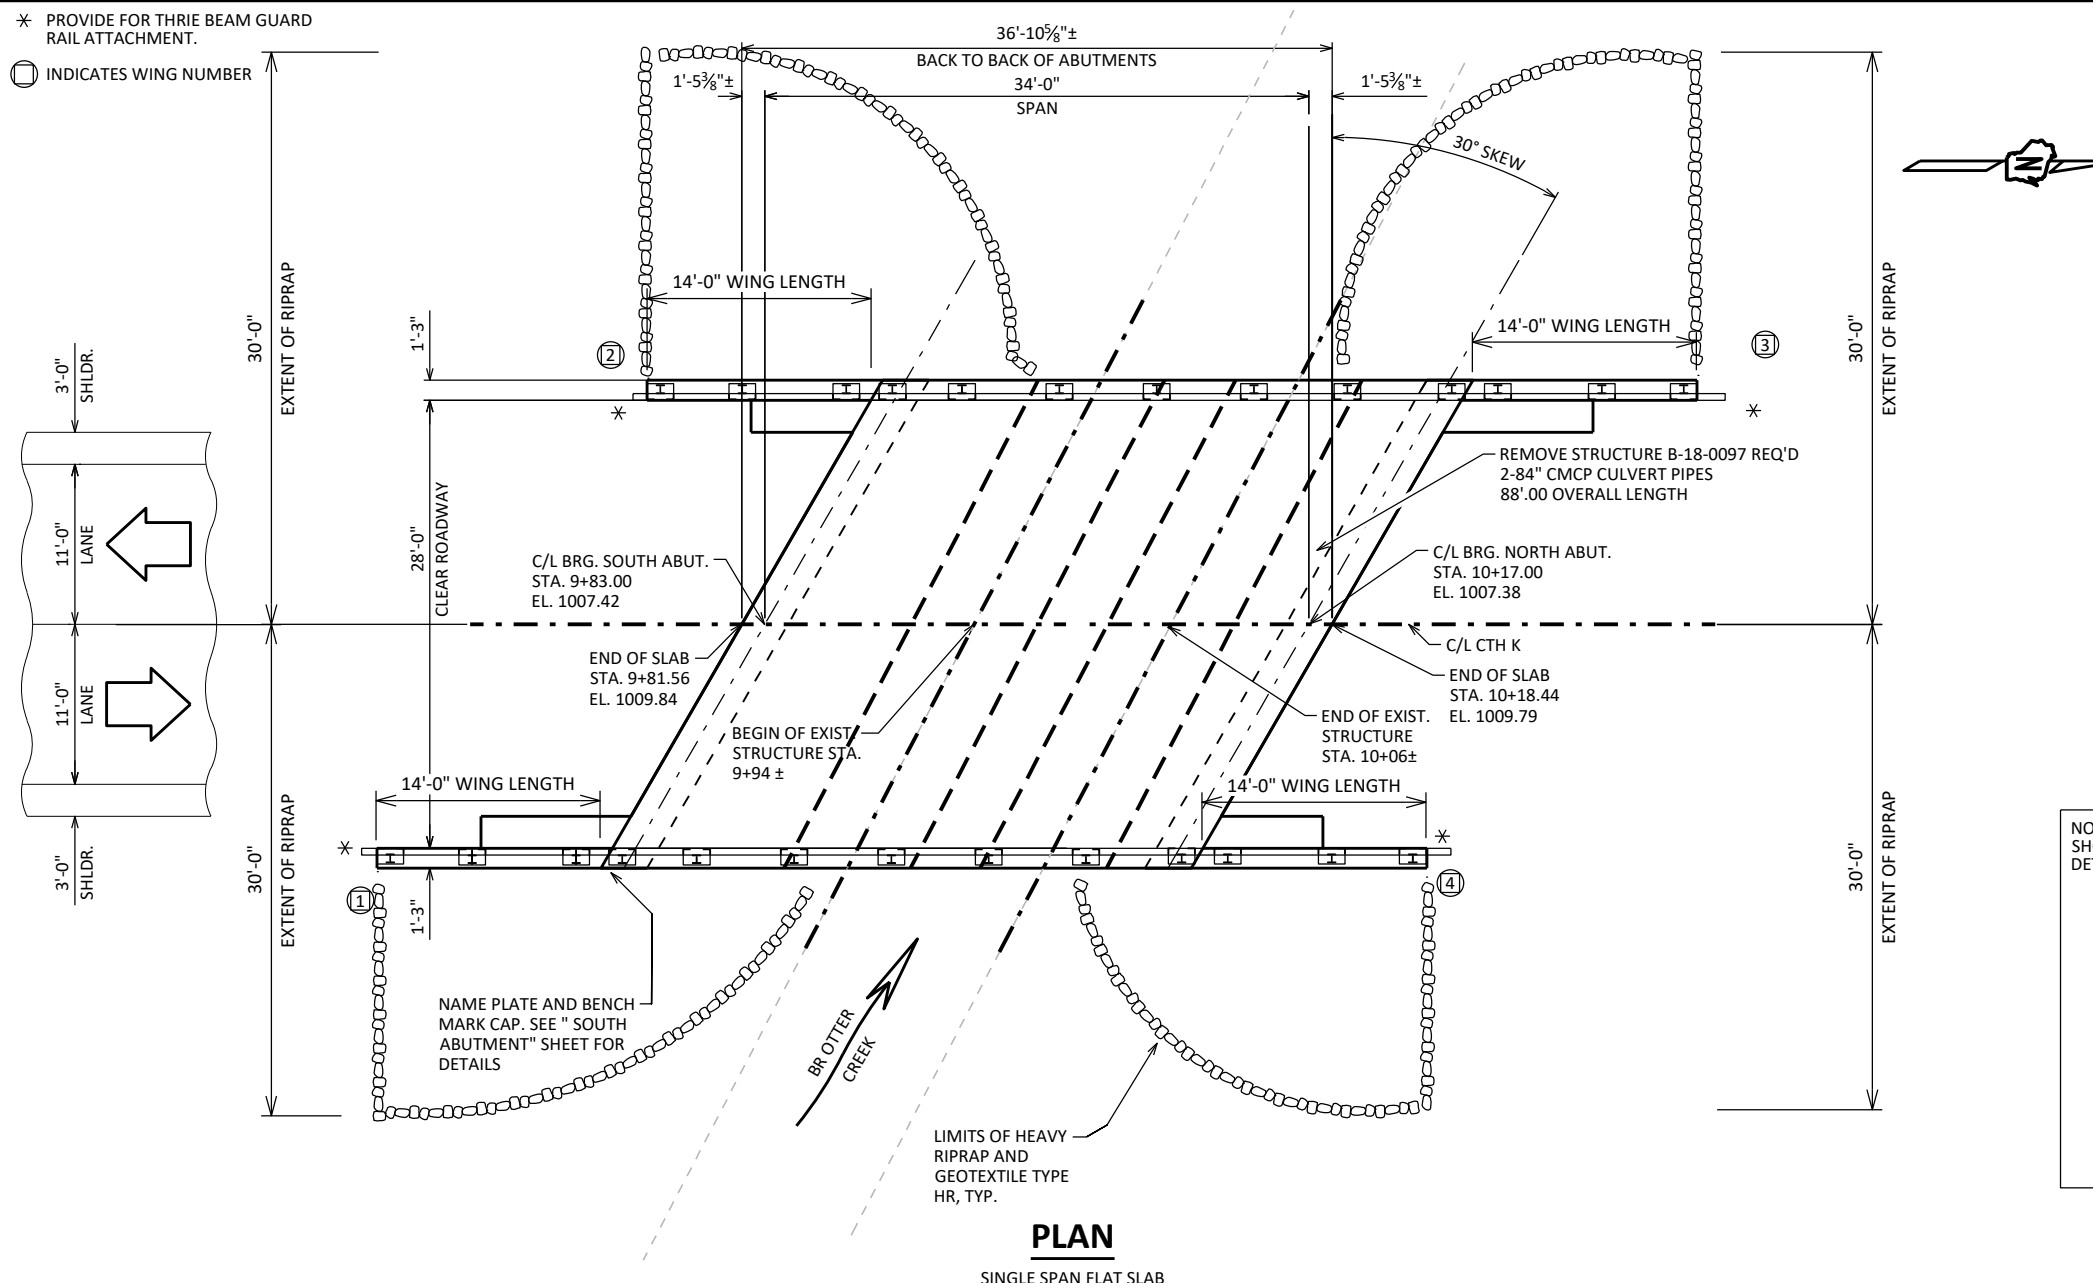 * PROVIDE FOR THRIE BEAM GUARD
RAIL ATTACHMENT.
INDICATES WING NUMBER
36'-10⅝"±
BACK TO BACK OF ABUTMENTS
1'-5⅜"±
34'-0"
SPAN
1'-5⅜"±
30° SKEW
N
14'-0" WING LENGTH
14'-0" WING LENGTH
30'-0"
EXTENT OF RIPRAP
30'-0"
EXTENT OF RIPRAP
1'-3"
2
3
*
*
3'-0"
SHLDR.
11'-0"
LANE
11'-0"
LANE
3'-0"
SHLDR.
28'-0"
CLEAR ROADWAY
REMOVE STRUCTURE B-18-0097 REQ'D
2-84" CMCP CULVERT PIPES
88'.00 OVERALL LENGTH
C/L BRG. SOUTH ABUT.
STA. 9+83.00
EL. 1007.42
C/L BRG. NORTH ABUT.
STA. 10+17.00
EL. 1007.38
C/L CTH K
END OF SLAB
STA. 9+81.56
EL. 1009.84
END OF SLAB
STA. 10+18.44
EL. 1009.79
BEGIN OF EXIST.
STRUCTURE STA.
9+94 ±
END OF EXIST.
STRUCTURE
STA. 10+06±
14'-0" WING LENGTH
14'-0" WING LENGTH
*
*
1
4
1'-3"
30'-0"
EXTENT OF RIPRAP
30'-0"
EXTENT OF RIPRAP
NAME PLATE AND BENCH
MARK CAP. SEE " SOUTH
ABUTMENT" SHEET FOR
DETAILS
BR OTTER
CREEK
LIMITS OF HEAVY
RIPRAP AND
GEOTEXTILE TYPE
HR, TYP.
PLAN
SINGLE SPAN FLAT SLAB